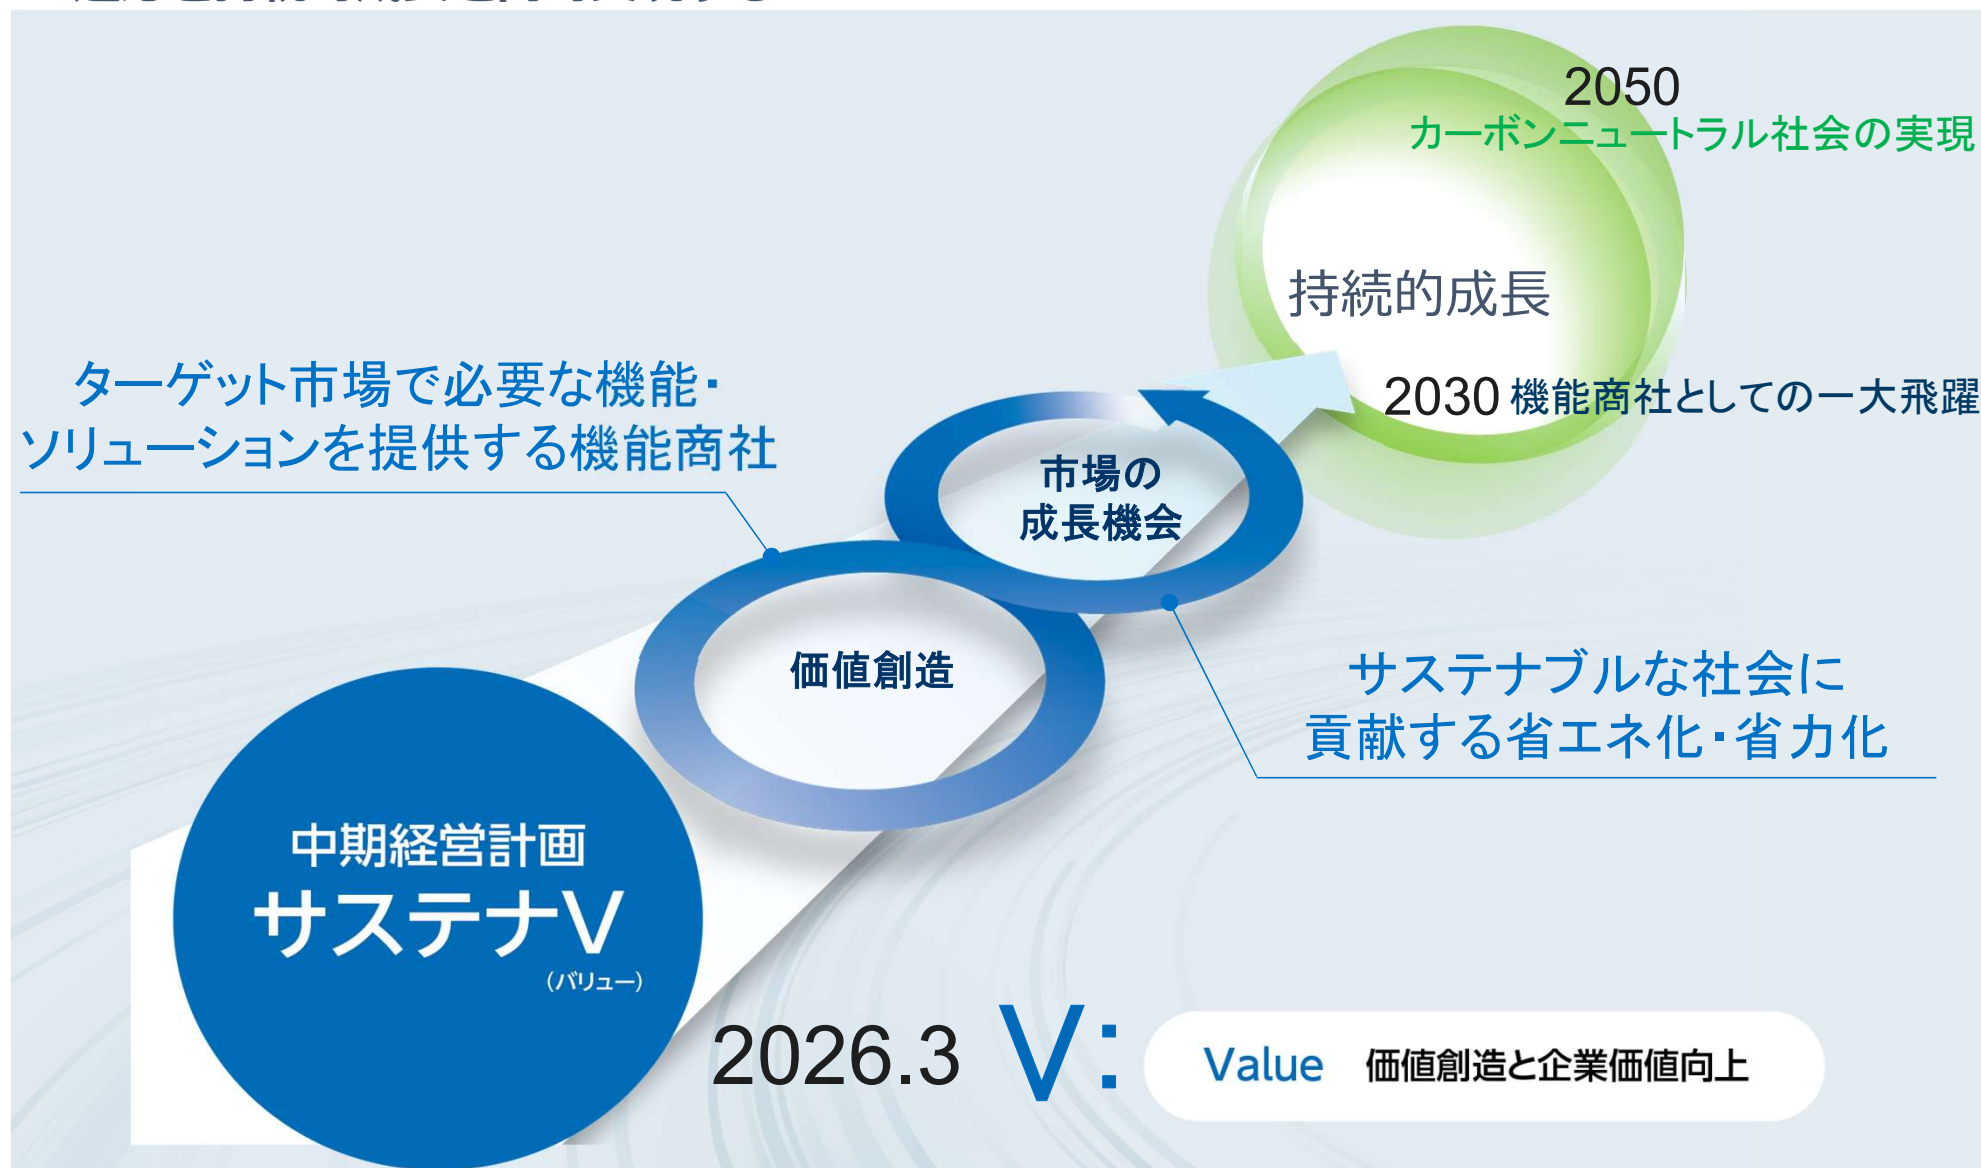 2050
カーボンニュートラル社会の実現
持続的成長
2030 機能商社としての一大飛躍
ターゲット市場で必要な機能・
ソリューションを提供する機能商社
市場の
成長機会
価値創造
サステナブルな社会に
貢献する省エネ化・省力化
中期経営計画
サステナV
(バリュー)
2026.3 V: Value 価値創造と企業価値向上